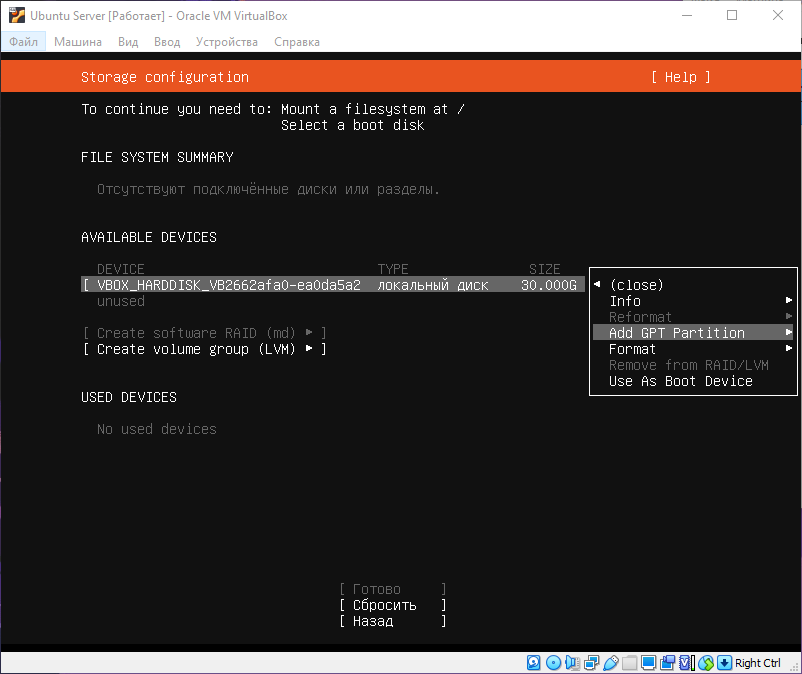 Ubuntu Server [Работает] - Oracle VM VirtualBox
Файл Машина Вид Ввод Устройства Справка
Storage configuration [ Help ]
To continue you need to: Mount a filesystem at /
Select a boot disk
FILE SYSTEM SUMMARY
Отсутствуют подключённые диски или разделы.
AVAILABLE DEVICES
DEVICE TYPE SIZE
[ VBOX_HARDDISK_VB2662afa0-ea0da5a2 локальный диск 30.000G
unused
[ Create software RAID (md) ▸ ]
[ Create volume group (LVM) ▸ ]
◂ (close)
Info ▸
Reformat ▸
Add GPT Partition ▸
Format ▸
Remove from RAID/LVM
Use As Boot Device
USED DEVICES
No used devices
[ Готово ]
[ Сбросить ]
[ Назад ]
Right Ctrl